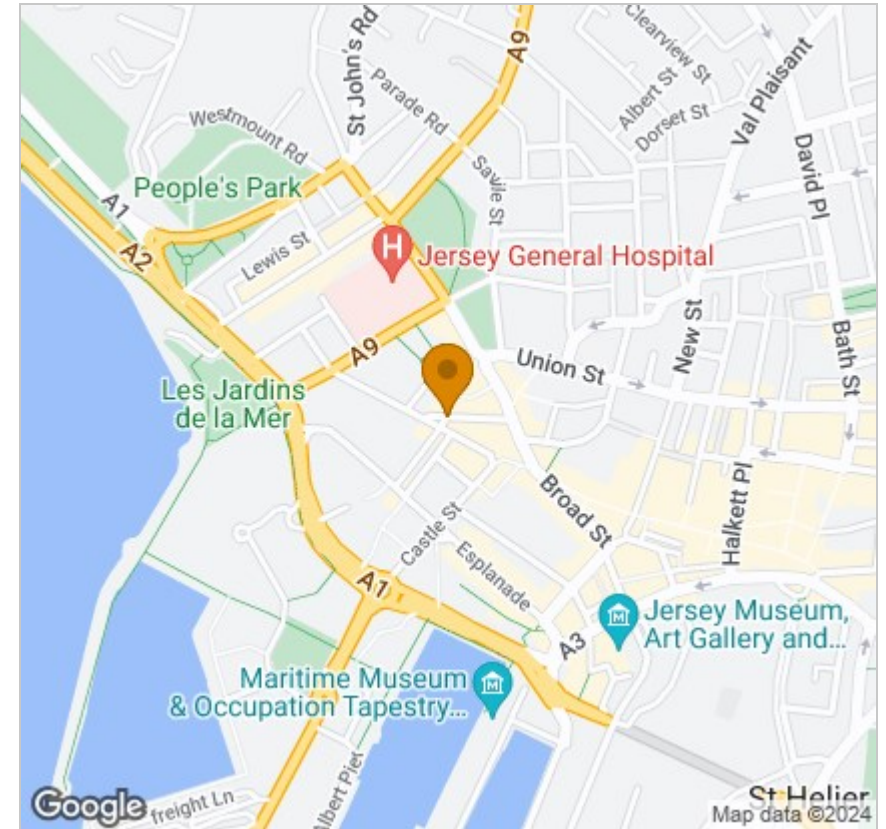 A9
St John's Rd
Clearview St
Parade Rd
Albert St
Val Plaisant
Dorset St
Westmount Rd
David Pl
Savile St
People's Park
A1
A2
Lewis St
H
Jersey General Hospital
New St
Bath St
A9
Union St
Les Jardins
de la Mer
Broad St
Halkett Pl
Castle St
Esplanade
A1
Jersey Museum,
Art Gallery and...
A3
Maritime Museum
& Occupation Tapestry...
M
M
St Helier
freight Ln
Albert Pier
Google
Map data ©2024